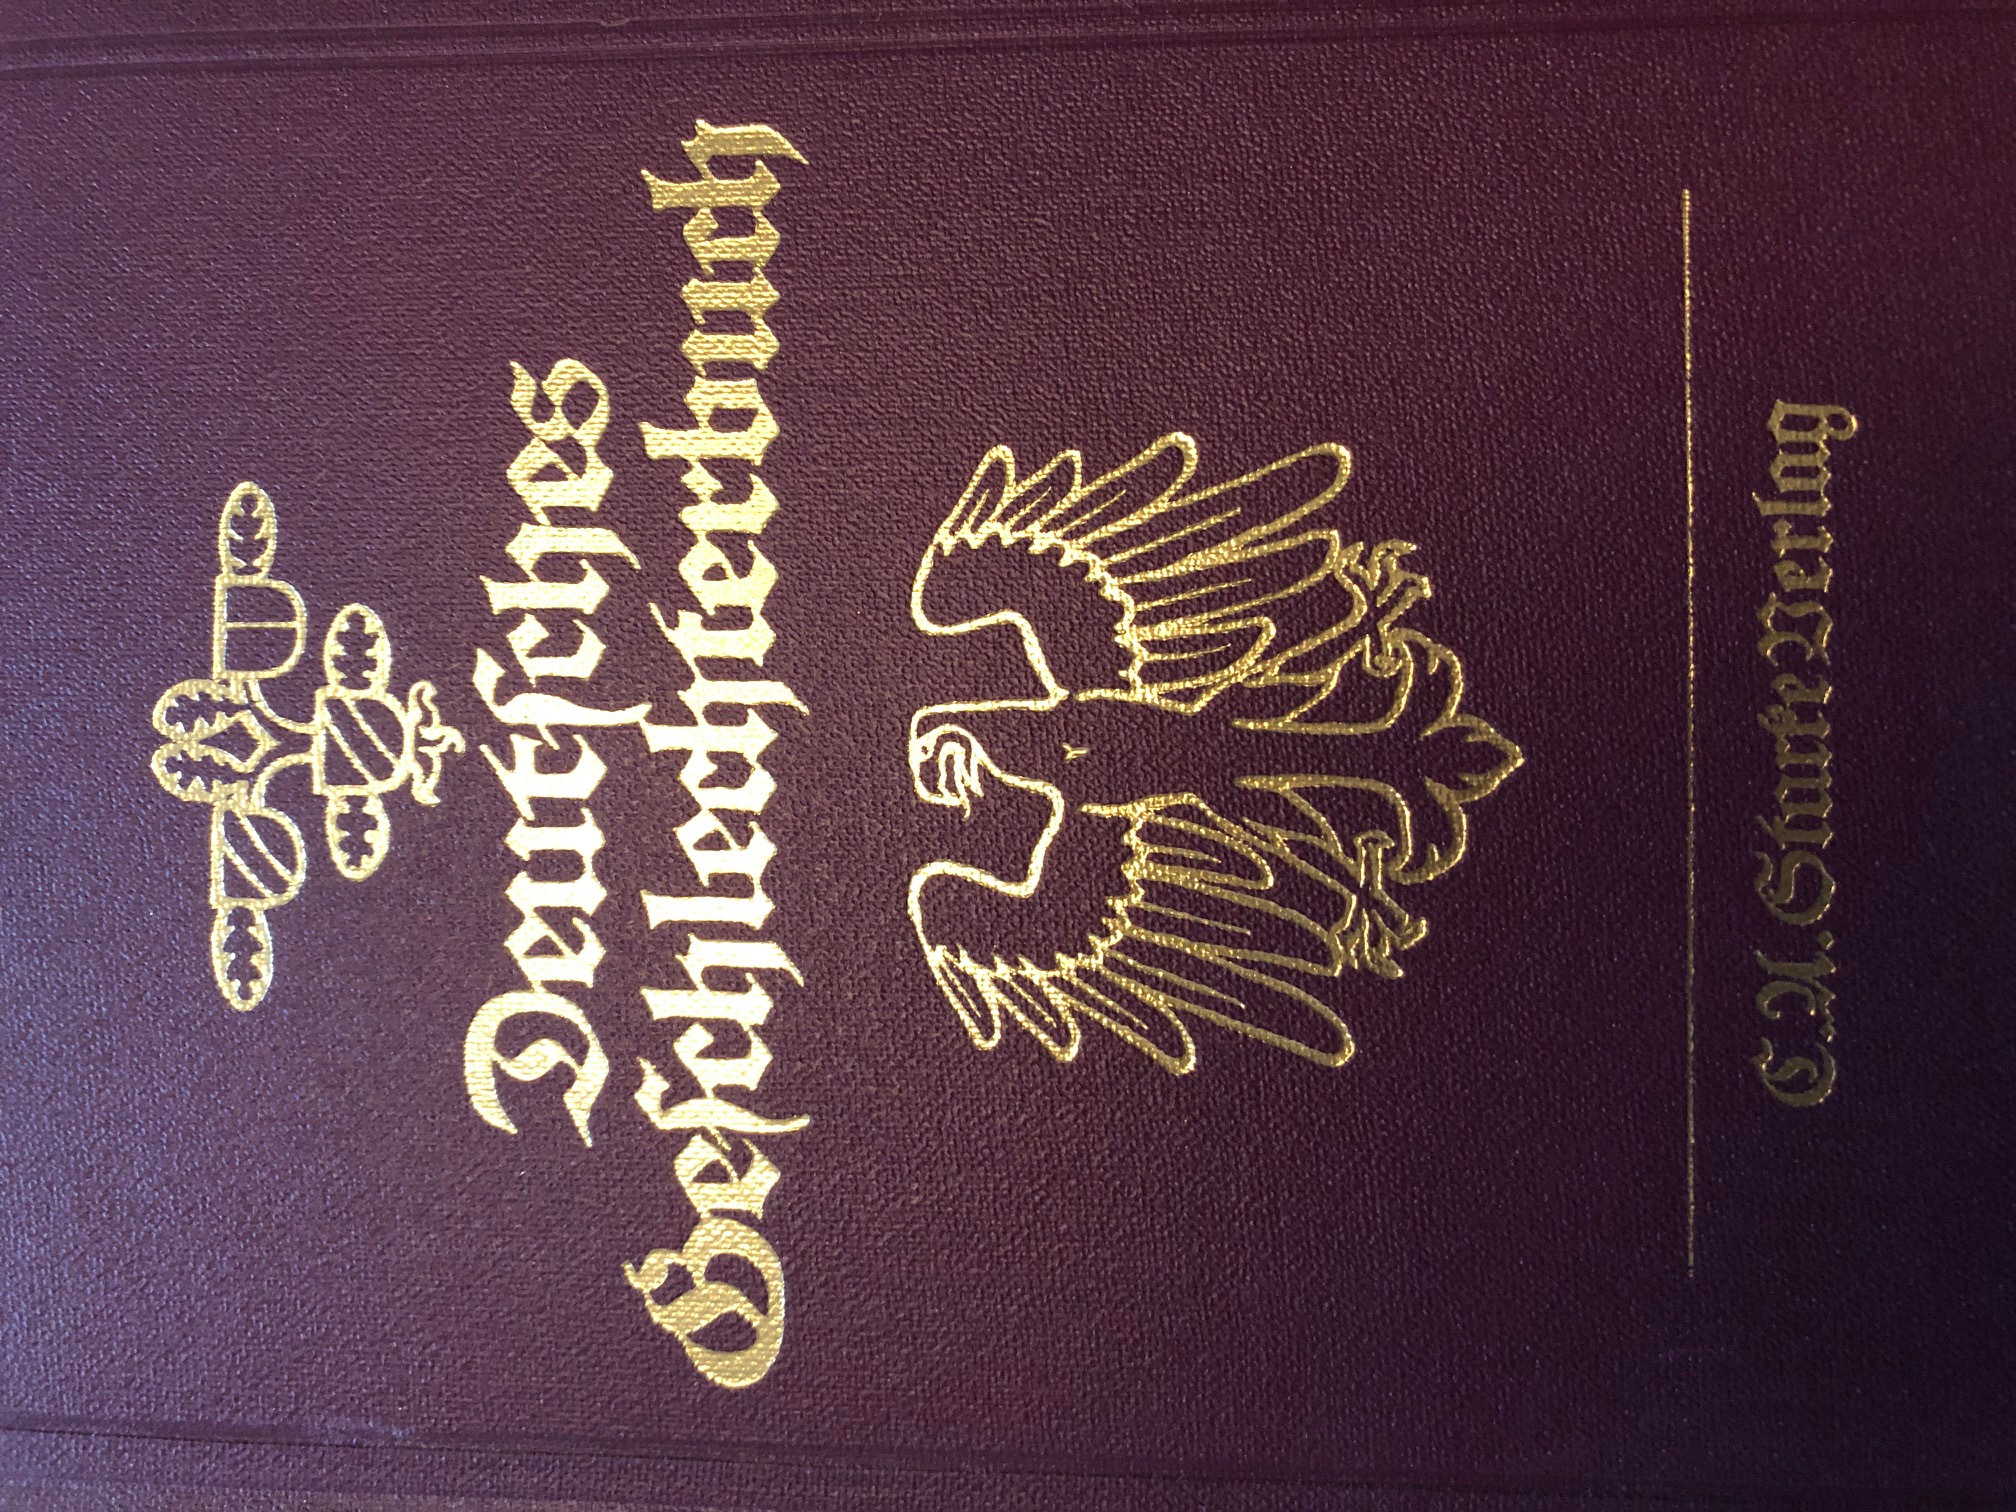 Deutsches
Geschlechterbuch
C.A. Starke Verlag